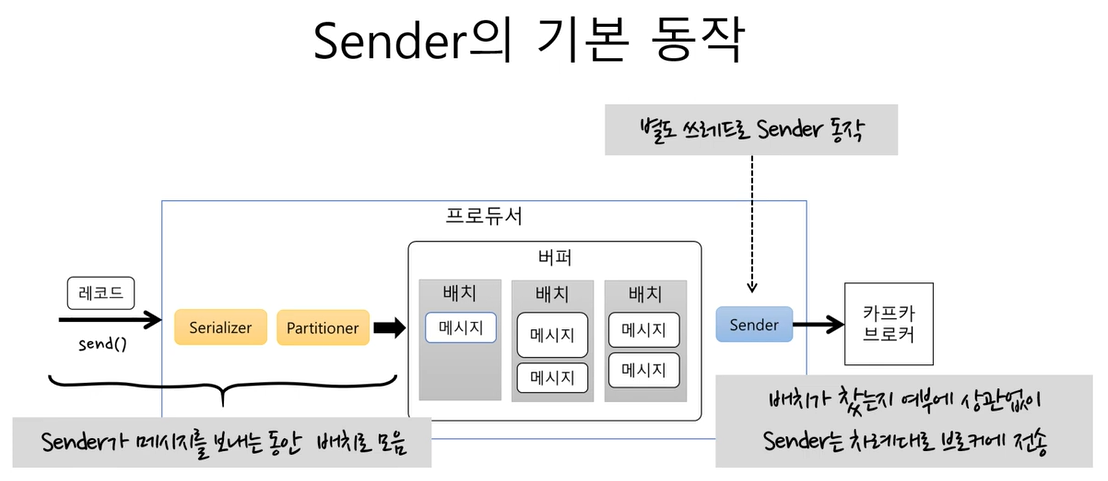 Sender의 기본 동작
별도 쓰레드로 Sender 동작
프로듀서
버퍼
레코드
send()
Serializer
Partitioner
배치
메시지
배치
메시지
메시지
배치
메시지
메시지
Sender
카프카
브로커
Sender가 메시지를 보내는 동안 배치로 모음
배치가 찼는지 여부에 상관없이
Sender는 차례대로 브로커에 전송